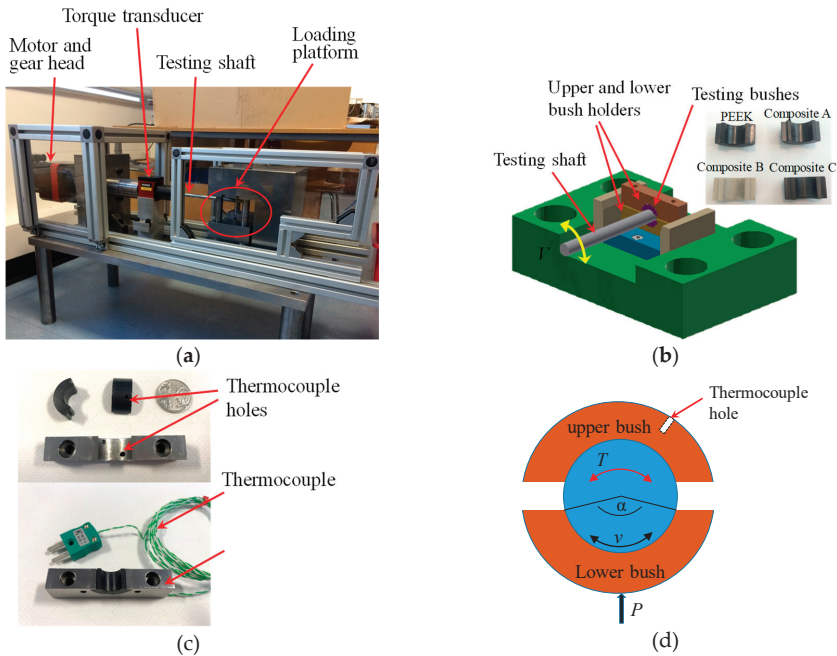 Torque transducer
Motor and
gear head
Testing shaft
Loading
platform
(a)
Upper and lower
bush holders
Testing bushes
PEEK
Composite A
Composite B
Composite C
Testing shaft
V
(b)
Thermocouple
holes
Thermocouple
(c)
Thermocouple
hole
upper bush
T
α
v
Lower bush
P
(d)